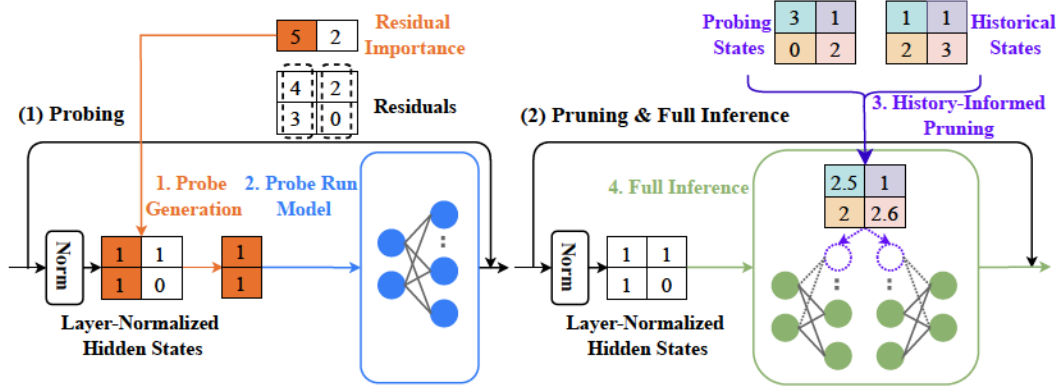 5 2
Residual
Importance
4 2
3 0
Residuals
(1) Probing
1. Probe
Generation
2. Probe Run
Model
Norm
1 1
1 0
1
1
Layer-Normalized
Hidden States
Probing
States
3 1
0 2
1 1
2 3
Historical
States
3. History-Informed
Pruning
(2) Pruning & Full Inference
4. Full Inference
2.5 1
2 2.6
Norm
1 1
1 0
Layer-Normalized
Hidden States